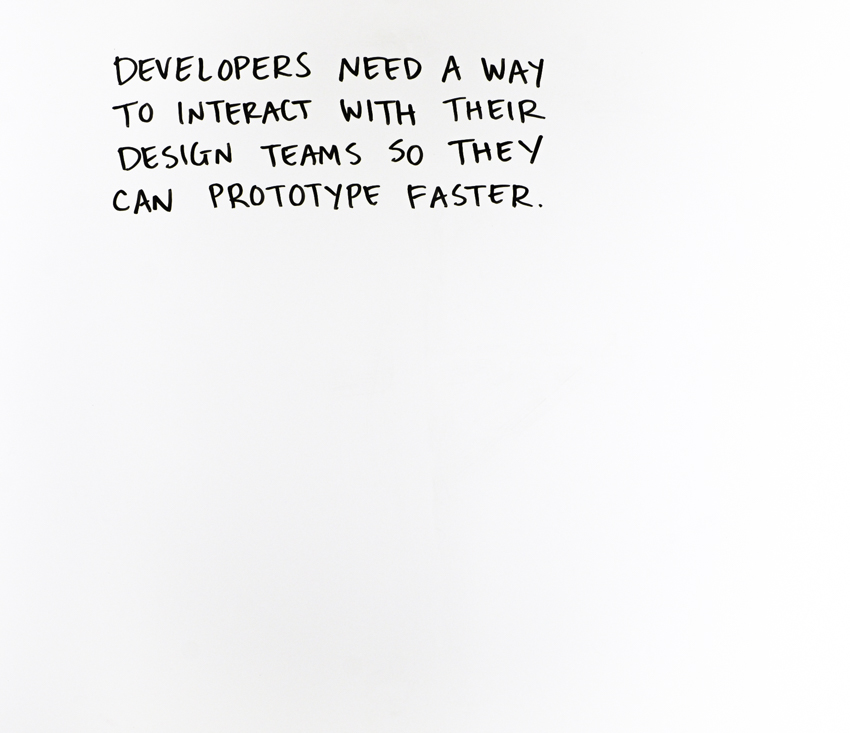 DEVELOPERS NEED A WAY
TO INTERACT WITH THEIR
DESIGN TEAMS SO THEY
CAN PROTOTYPE FASTER.